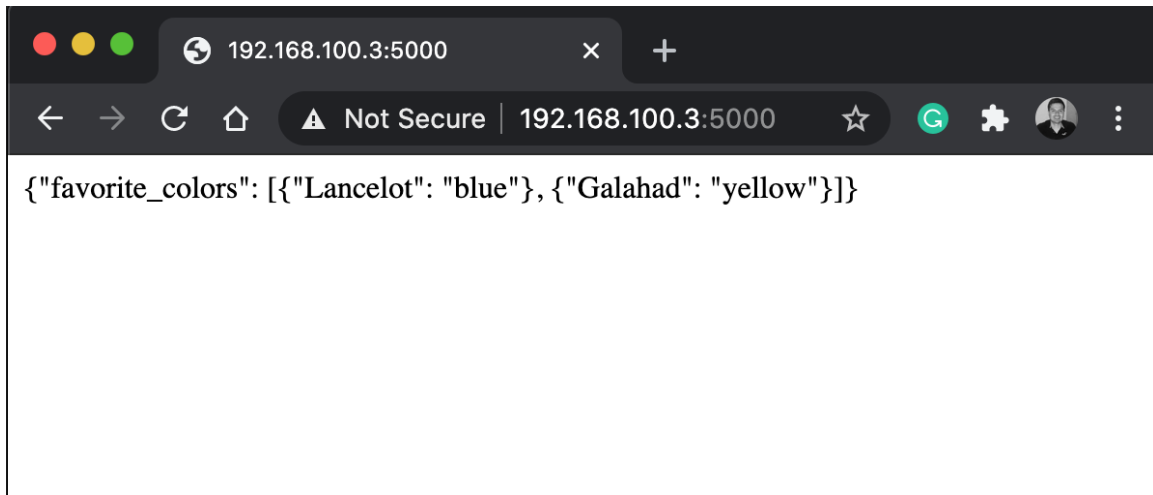 192.168.100.3:5000
Not Secure 192.168.100.3:5000
{"favorite_colors": [{"Lancelot": "blue"}, {"Galahad": "yellow"}]}